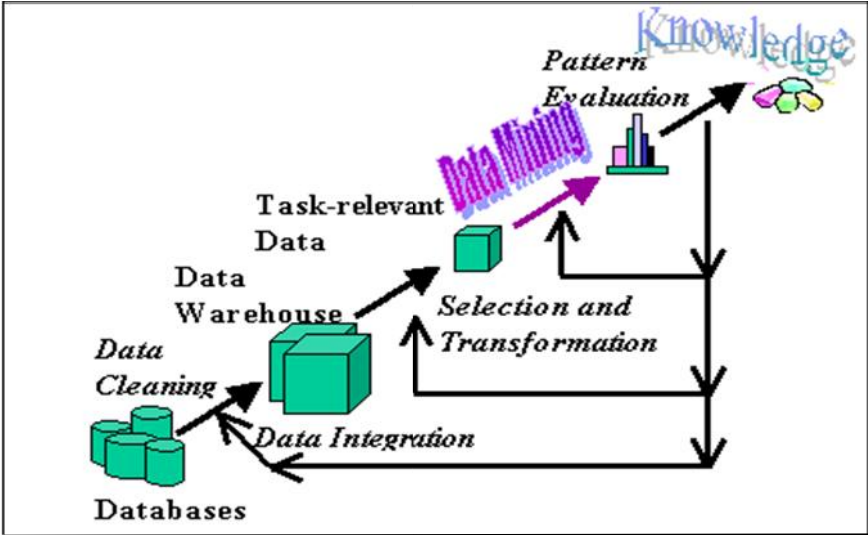 Knowledge
Pattern
Evaluation
Data Mining
Task-relevant
Data
Data
Warehouse
Selection and
Transformation
Data
Cleaning
Data Integration
Databases